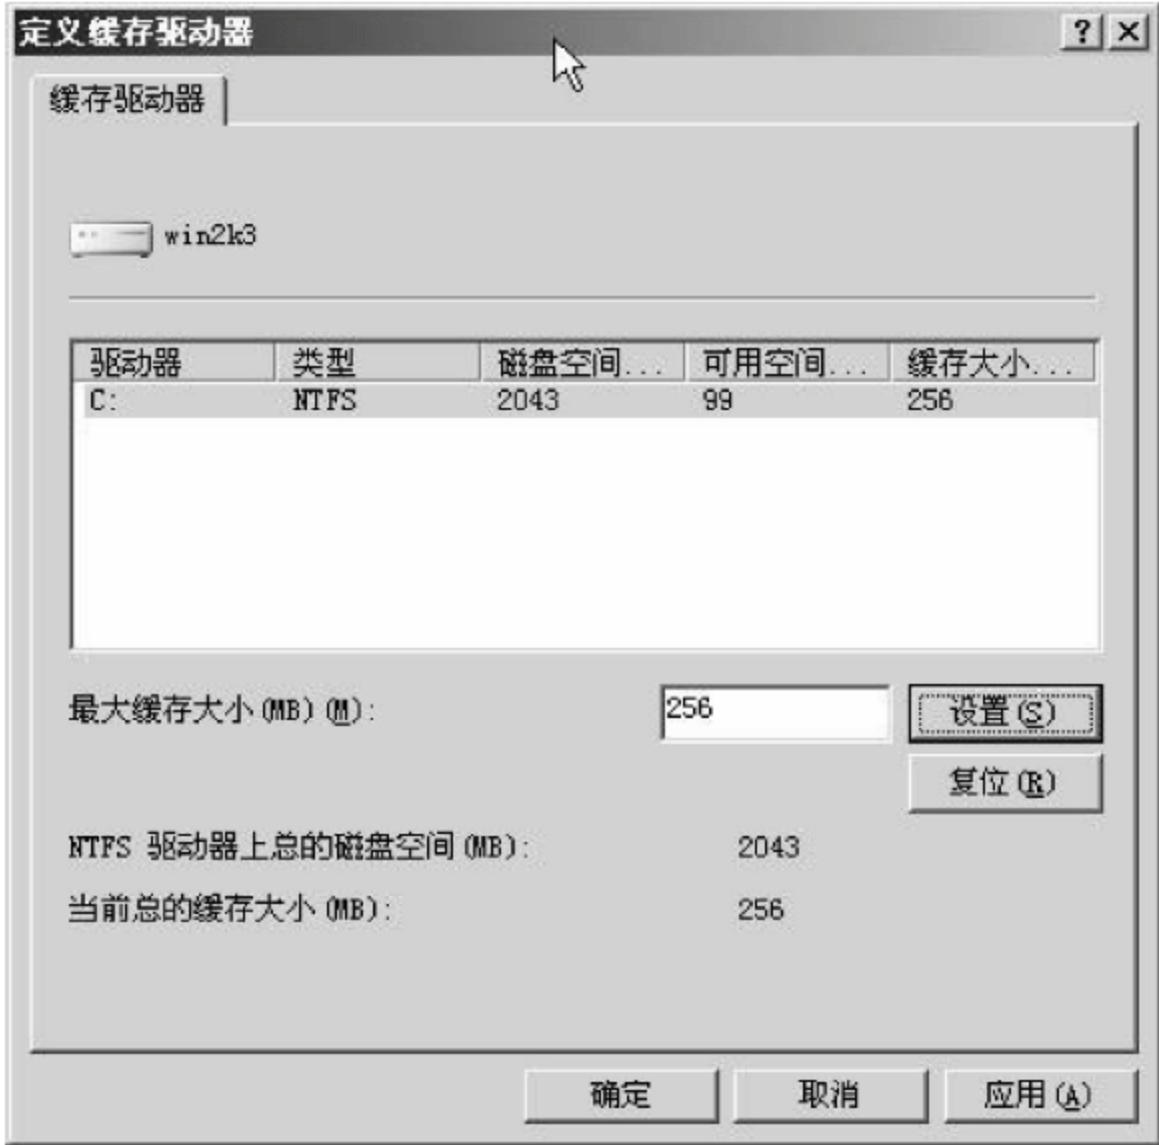 定义缓存驱动器
缓存驱动器
win2k3
驱动器 类型 磁盘空间... 可用空间... 缓存大小...
C: NTFS 2043 99 256
最大缓存大小(MB)(M): 256 设置(S)
复位(R)
NTFS 驱动器上总的磁盘空间(MB): 2043
当前总的缓存大小(MB): 256
确定 取消 应用(A)